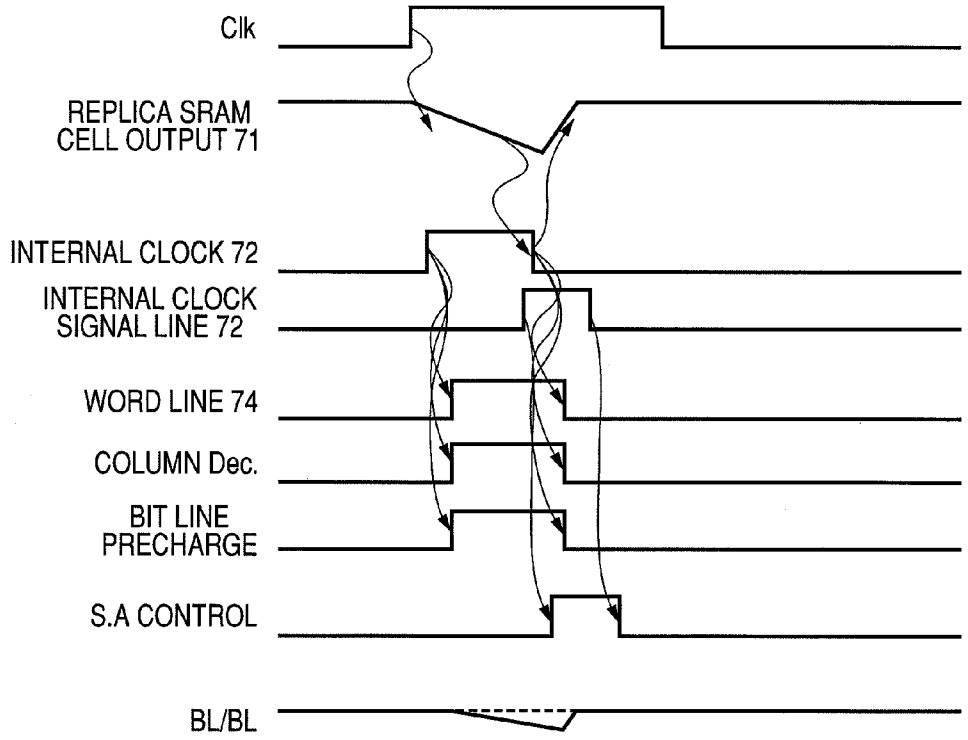 Clk
REPLICA SRAM
CELL OUTPUT 71
INTERNAL CLOCK 72
INTERNAL CLOCK
SIGNAL LINE 72
WORD LINE 74
COLUMN Dec.
BIT LINE
PRECHARGE
S.A CONTROL
BL/BL